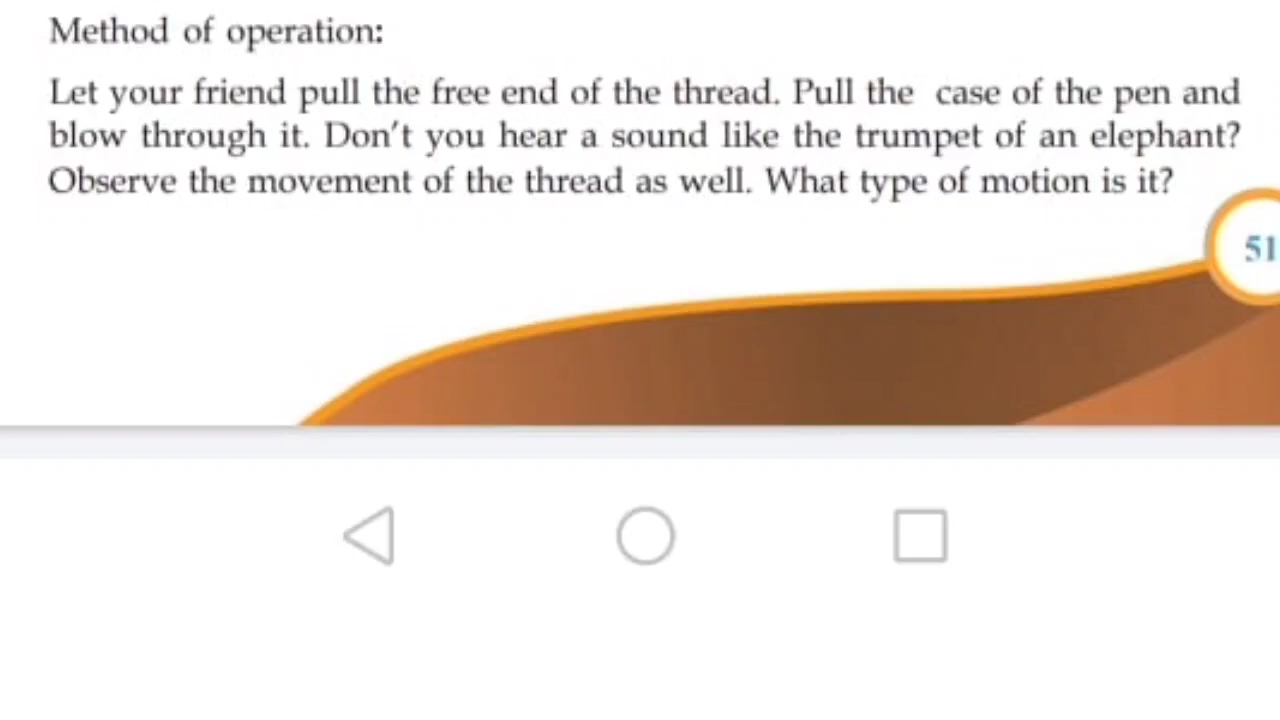 Method of operation:
Let your friend pull the free end of the thread. Pull the case of the pen and
blow through it. Don't you hear a sound like the trumpet of an elephant?
Observe the movement of the thread as well. What type of motion is it?
51